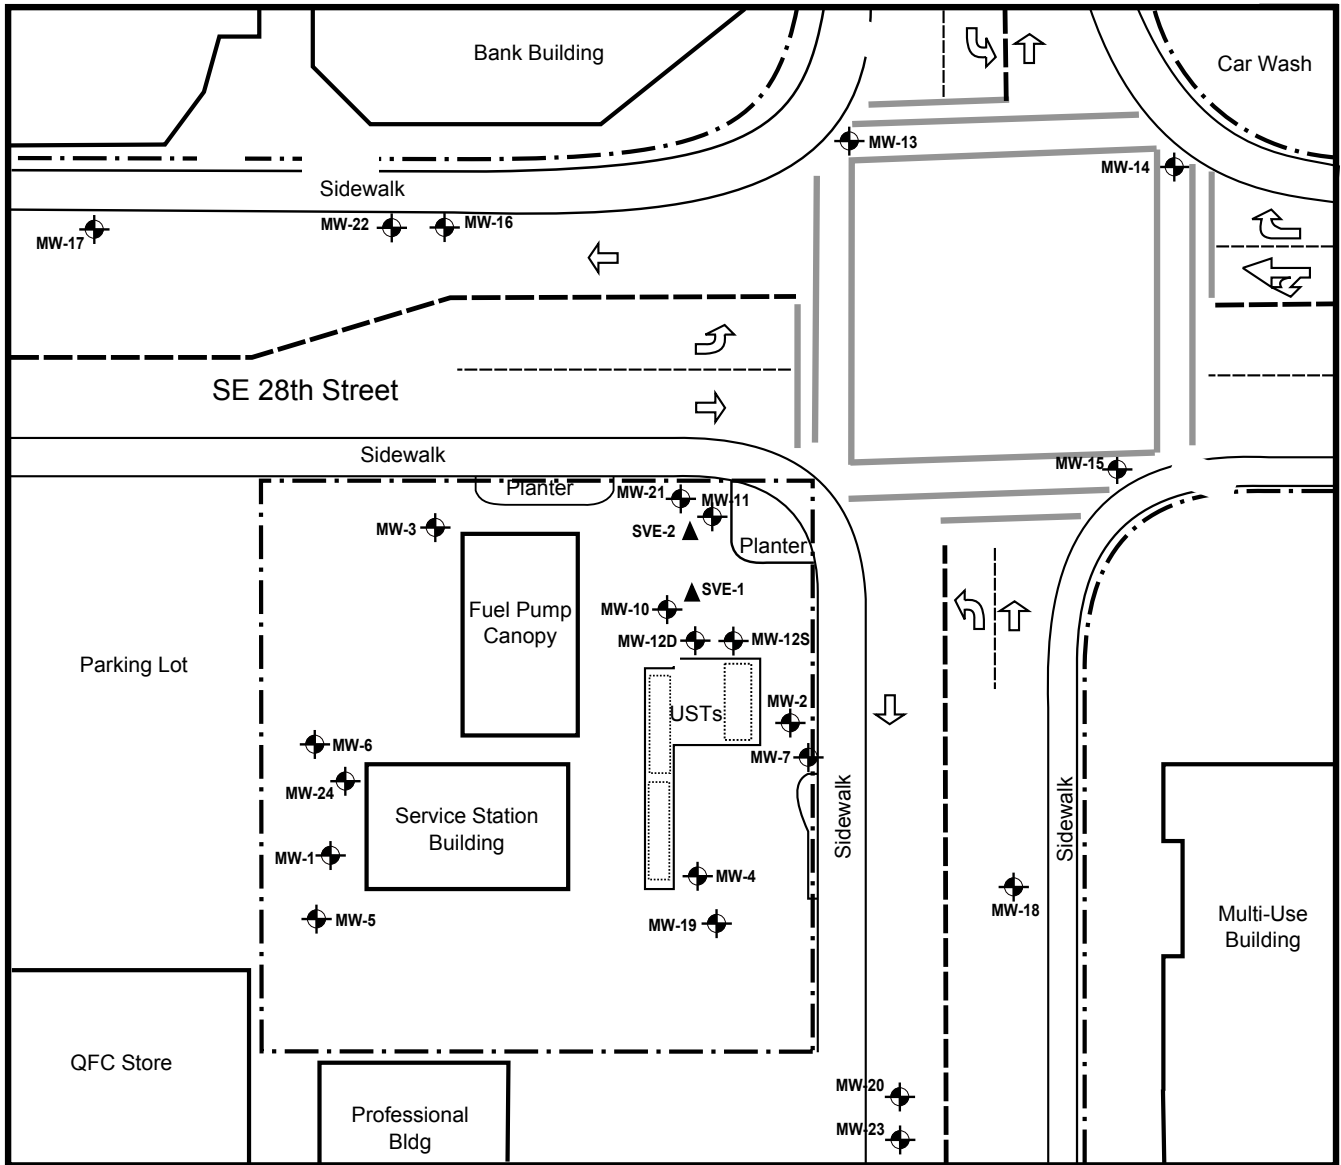 Bank Building
Car Wash
MW-13
MW-14
Sidewalk
MW-17
MW-22
MW-16
SE 28th Street
Sidewalk
MW-15
Planter
MW-21
MW-11
MW-3
SVE-2
Planter
SVE-1
Fuel Pump
Canopy
MW-10
MW-12D
MW-12S
Parking Lot
USTs
MW-2
MW-6
MW-7
MW-24
Service Station
Building
Sidewalk
Sidewalk
MW-1
MW-4
MW-18
MW-5
MW-19
Multi-Use
Building
QFC Store
MW-20
Professional
Bldg
MW-23